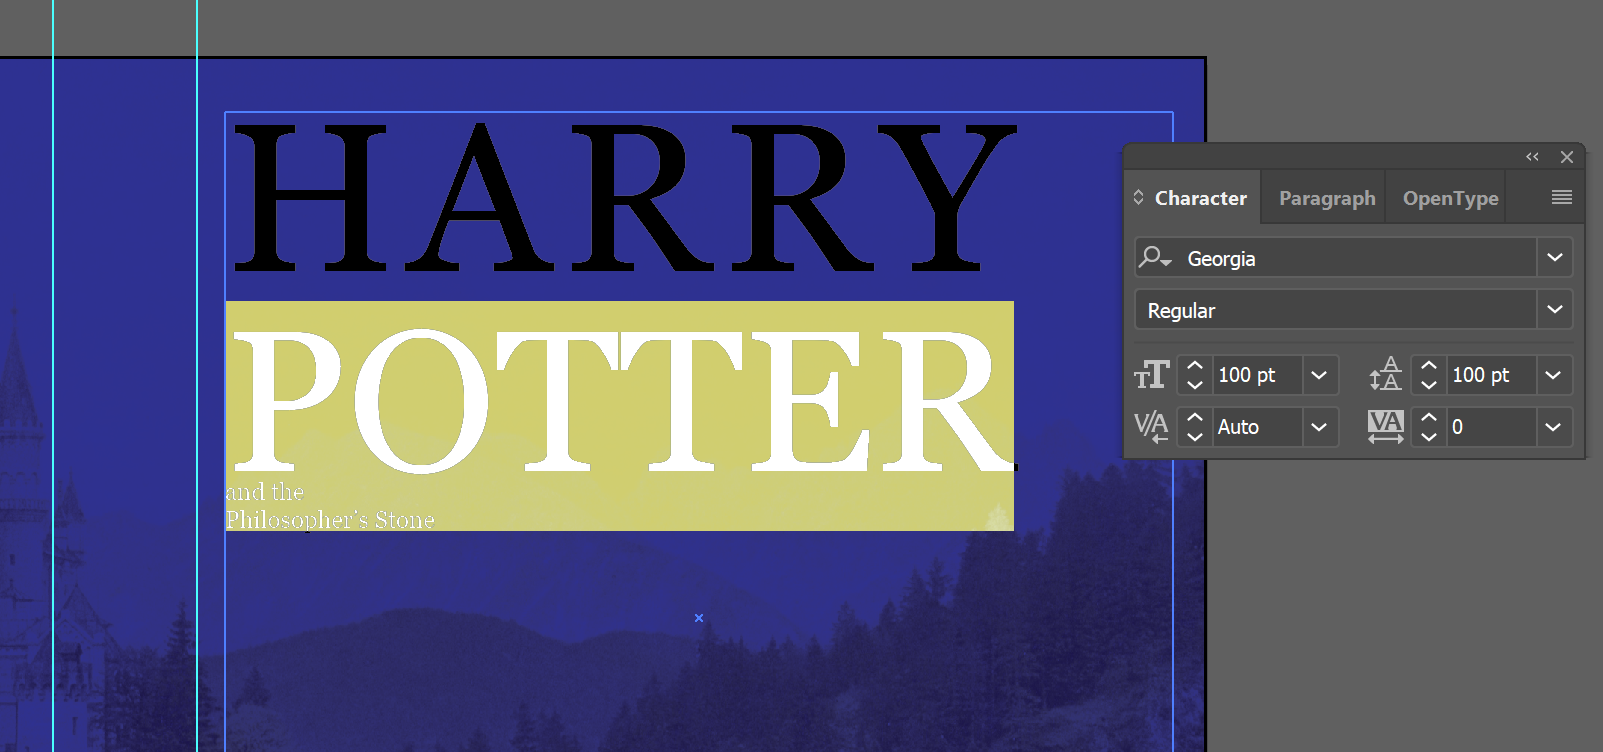 HARRY
POTTER
and the
Philosopher's Stone
Character Paragraph OpenType
Georgia
Regular
100 pt 100 pt
Auto 0